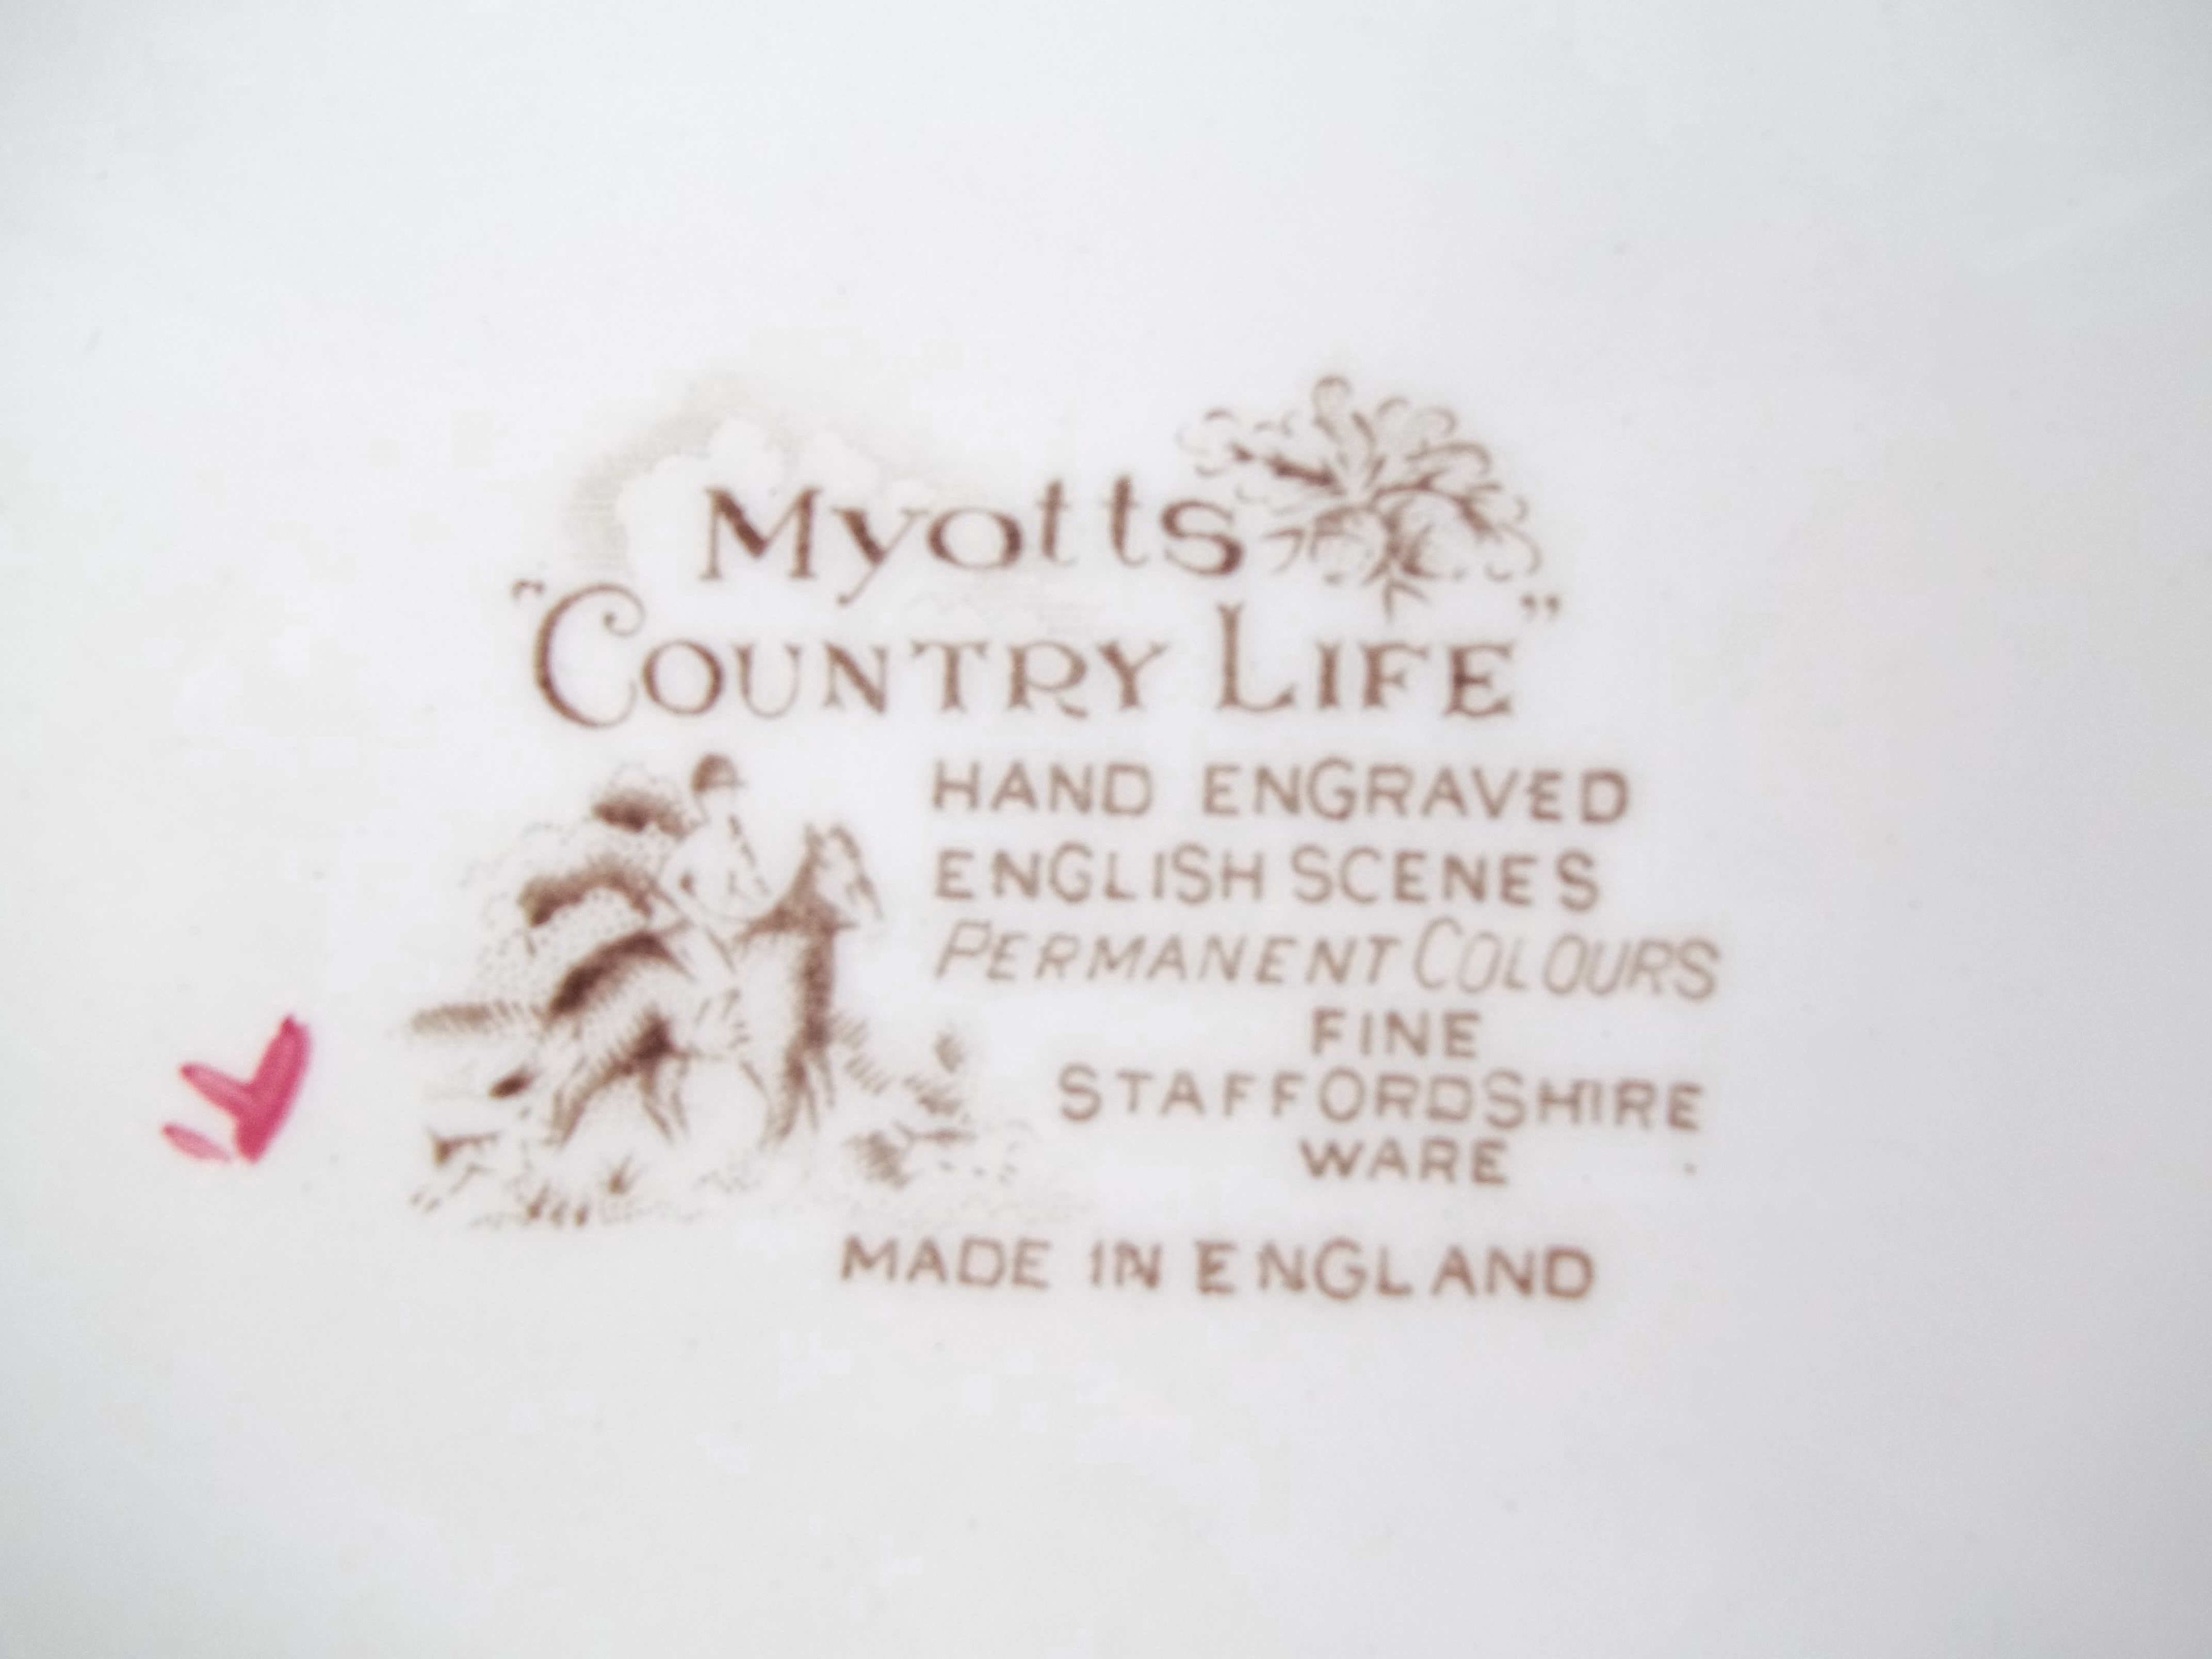 Myotts
"COUNTRY LIFE"
HAND ENGRAVED
ENGLISH SCENES
PERMANENT COLOURS
FINE
STAFFORDSHIRE
WARE
MADE IN ENGLAND